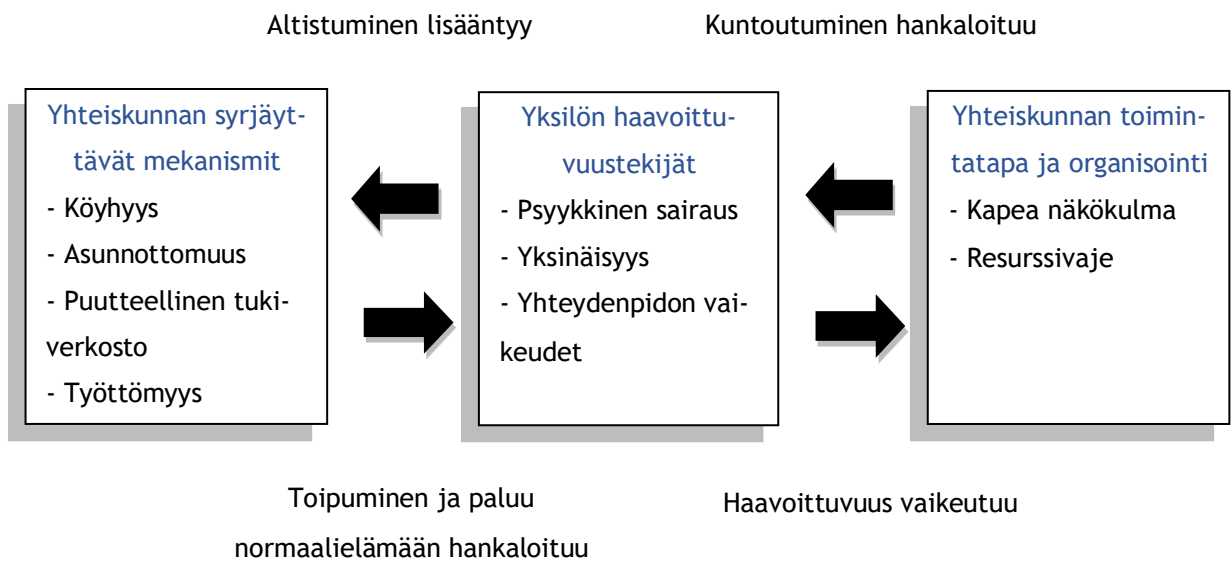 Altistuminen lisääntyy
Kuntoutuminen hankaloituu
Yhteiskunnan syrjäyt-
tävät mekanismit
- Köyhyys
- Asunnottomuus
- Puutteellinen tuki-
verkosto
- Työttömyys
Yksilön haavoittu-
vuustekijät
- Psyykkinen sairaus
- Yksinäisyys
- Yhteydenpidon vai-
keudet
Yhteiskunnan toimin-
tatapa ja organisointi
- Kapea näkökulma
- Resurssivaje
Toipuminen ja paluu
normaalielämään hankaloituu
Haavoittuvuus vaikeutuu